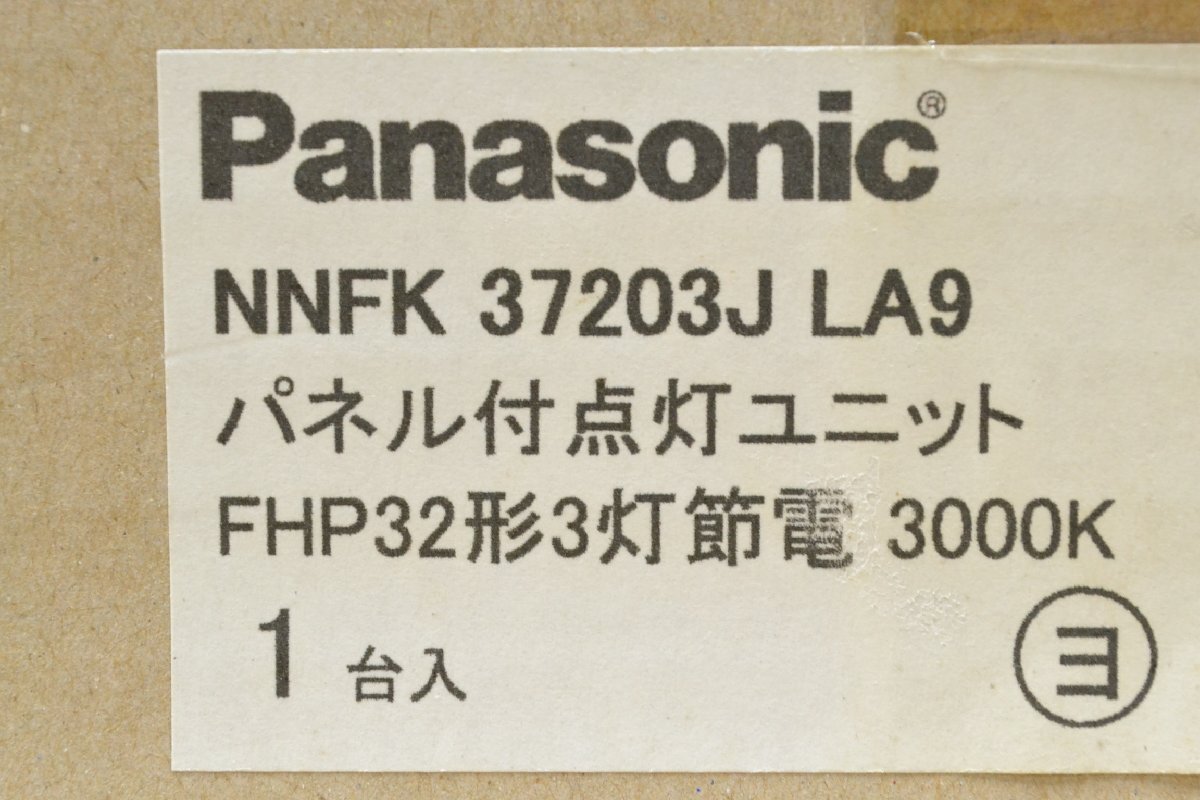 Panasonic®
NNFK 37203J LA9
パネル付点灯ユニット
FHP32形3灯節電 3000K
1 台入
ヨ